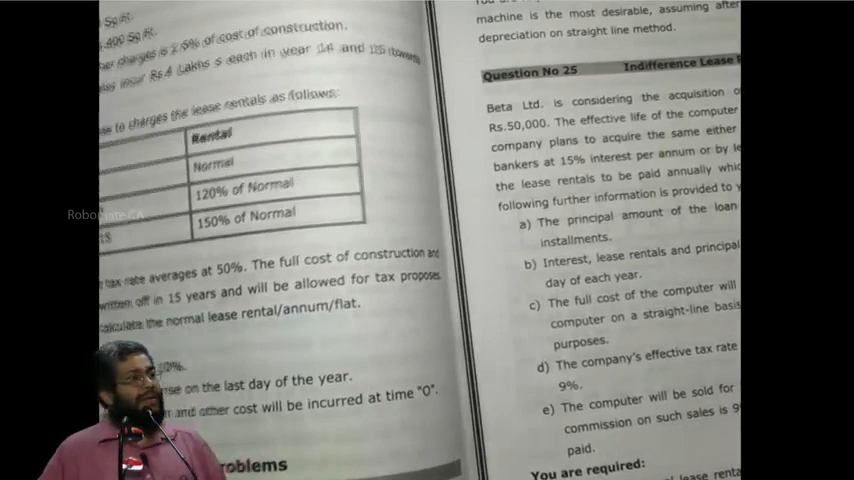 Sq.Ft.
400 Sq.Ft.
charges is 2.5% of cost of construction.
incur Rs.4 Lakhs each in year 14 and
to charges the lease rentals as follows:
Rental
Normal
120% of Normal
150% of Normal
tax rate averages at 50%. The full cost of construction and
written off in 15 years and will be allowed for tax proposes
calculate the normal lease rental/annum/flat.
on the last day of the year.
and other cost will be incurred at time "0".
roblems
machine is the most desirable, assuming after
depreciation on straight line method.
Question No 25 Indifference Lease
Beta Ltd. is considering the acquisition
Rs.50,000. The effective life of the computer
company plans to acquire the same either
bankers at 15% interest per annum or by
the lease rentals to be paid annually
following further information is provided to
a) The principal amount of the loan
installments.
b) Interest, lease rentals and principal
day of each year.
c) The full cost of the computer will
computer on a straight-line basis
purposes.
d) The company's effective tax rate
9%.
e) The computer will be sold for
commission on such sales is
paid.
You are required:
lease